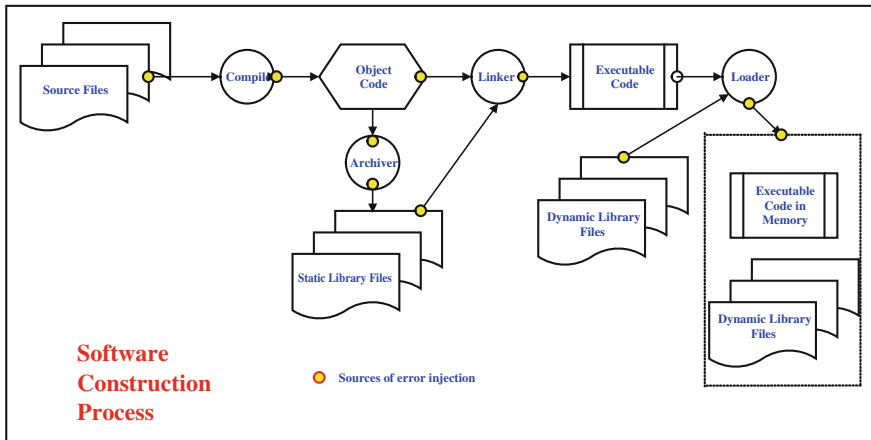 Source Files
Compile
Object
Code
Linker
Executable
Code
Loader
Archiver
Static Library Files
Dynamic Library
Files
Executable
Code in
Memory
Dynamic Library
Files
Software
Construction
Process
Sources of error injection